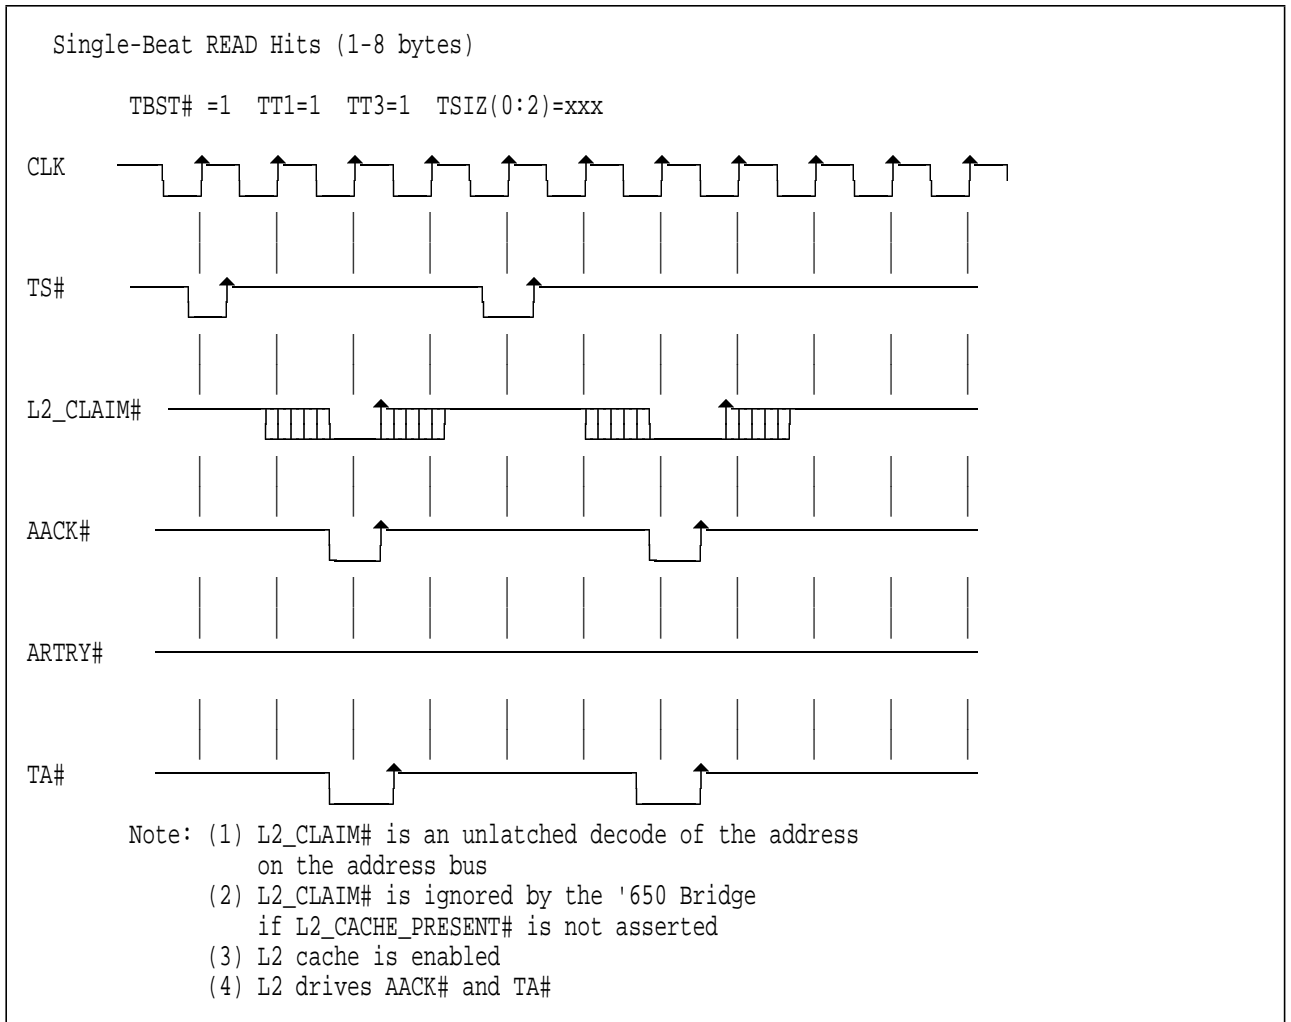 Single-Beat READ Hits (1-8 bytes)
TBST# =1 TT1=1 TT3=1 TSIZ(0:2)=xxx
CLK
TS#
L2_CLAIM#
AACK#
ARTRY#
TA#
Note: (1) L2_CLAIM# is an unlatched decode of the address
on the address bus
(2) L2_CLAIM# is ignored by the '650 Bridge
if L2_CACHE_PRESENT# is not asserted
(3) L2 cache is enabled
(4) L2 drives AACK# and TA#